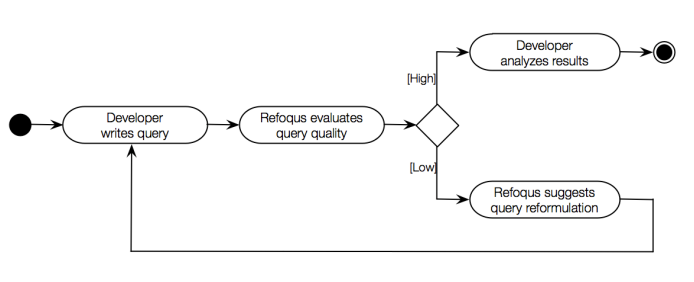 Developer
writes query
Refoqus evaluates
query quality
[High]
Developer
analyzes results
[Low]
Refoqus suggests
query reformulation